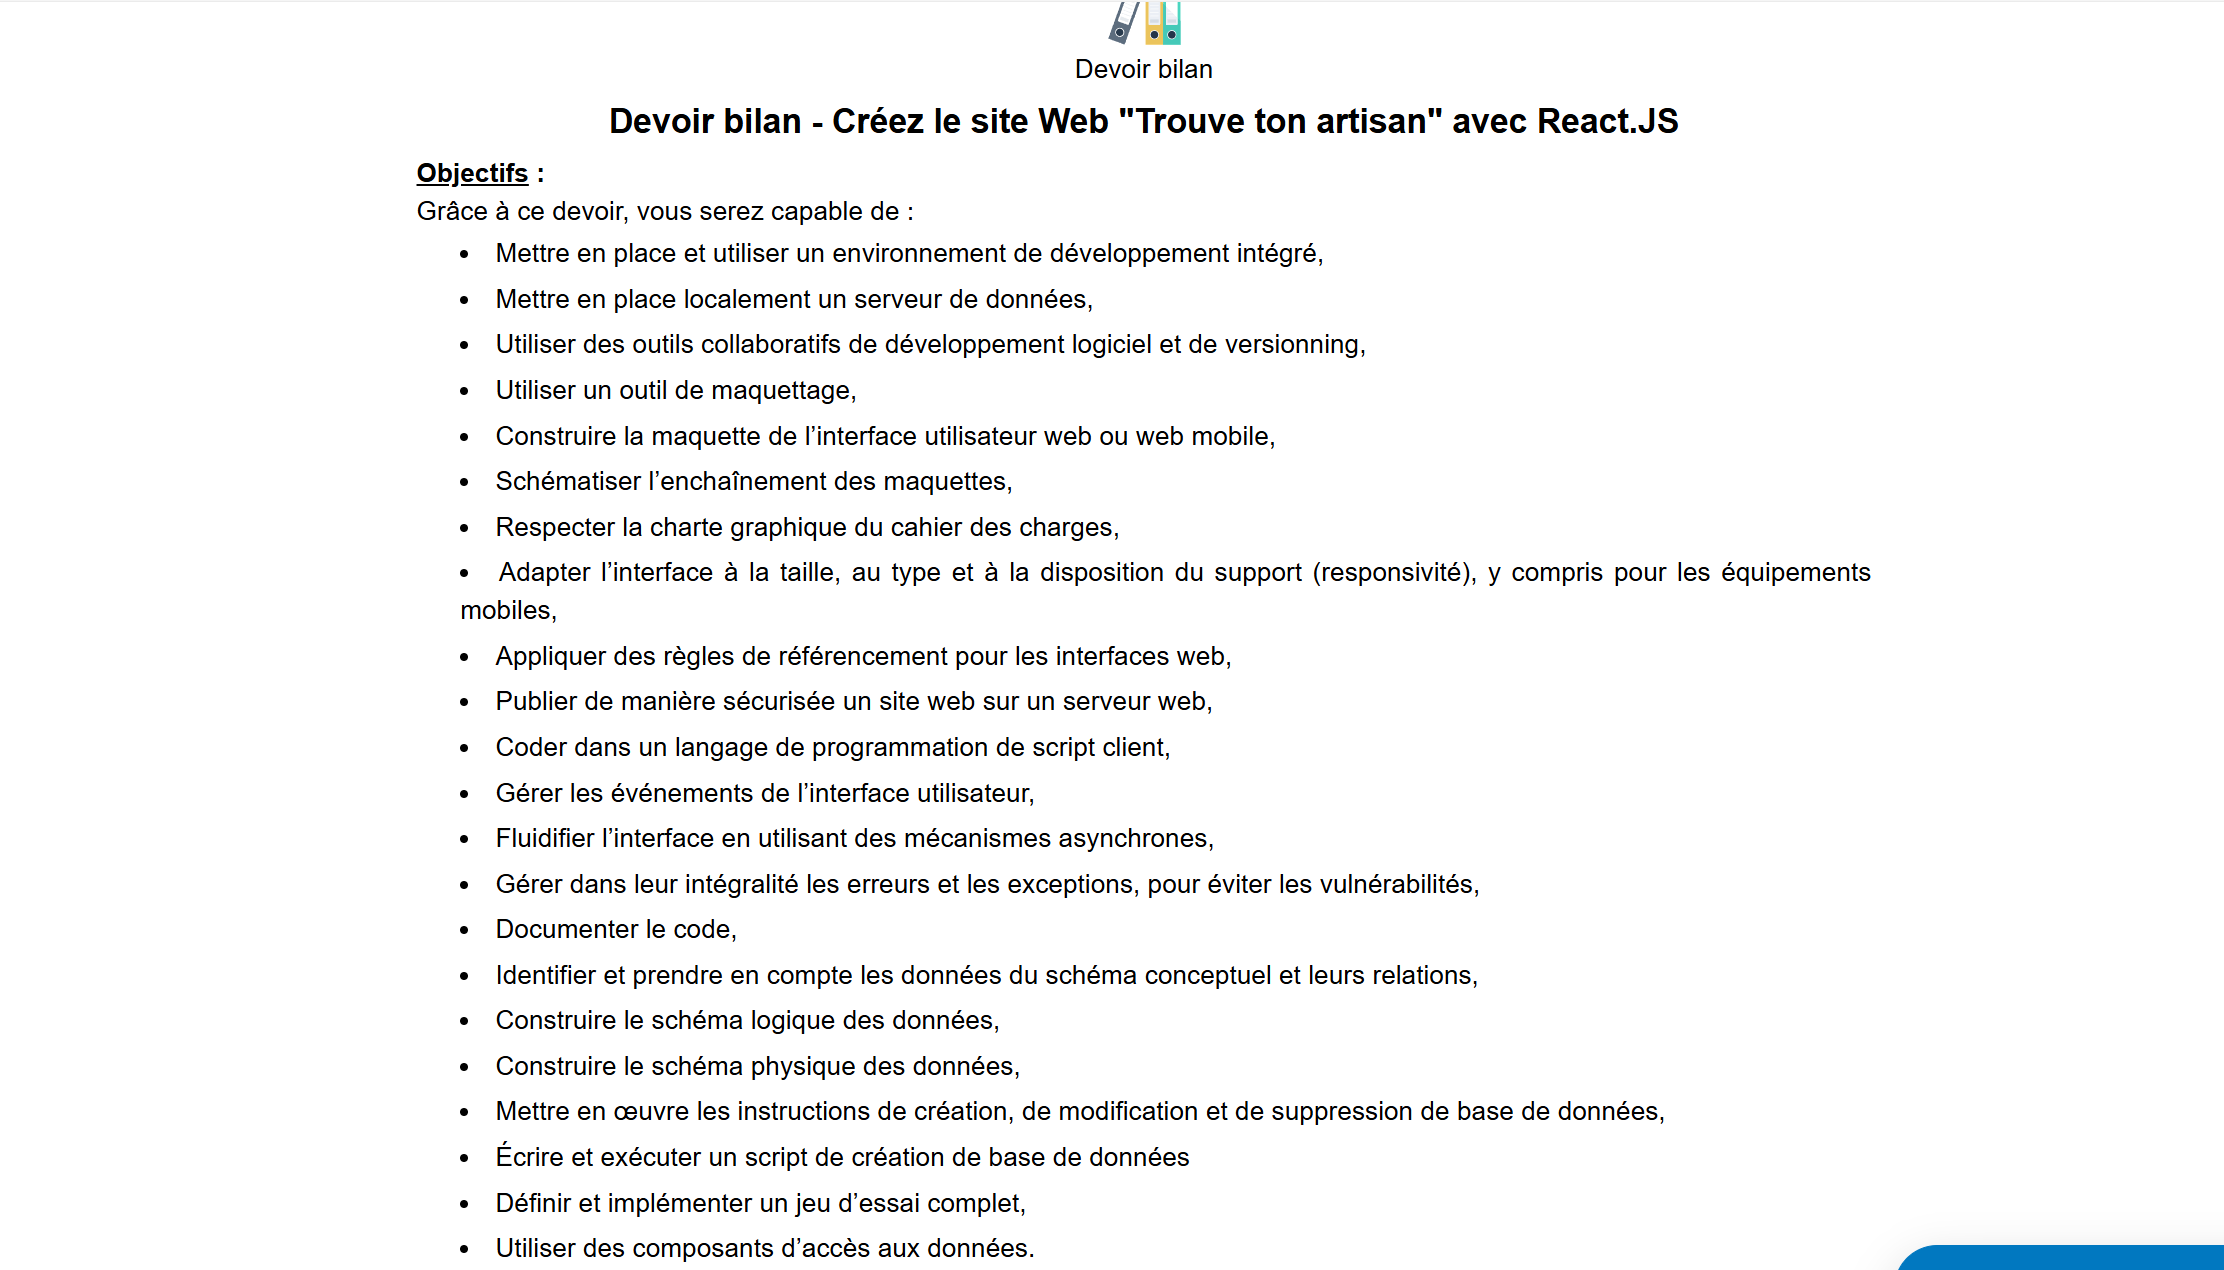 Devoir bilan
Devoir bilan - Créez le site Web "Trouve ton artisan" avec React.JS
Objectifs :
Grâce à ce devoir, vous serez capable de :
• Mettre en place et utiliser un environnement de développement intégré,
• Mettre en place localement un serveur de données,
• Utiliser des outils collaboratifs de développement logiciel et de versionning,
• Utiliser un outil de maquettage,
• Construire la maquette de l’interface utilisateur web ou web mobile,
• Schématiser l’enchaînement des maquettes,
• Respecter la charte graphique du cahier des charges,
• Adapter l’interface à la taille, au type et à la disposition du support (responsivité), y compris pour les équipements
mobiles,
• Appliquer des règles de référencement pour les interfaces web,
• Publier de manière sécurisée un site web sur un serveur web,
• Coder dans un langage de programmation de script client,
• Gérer les événements de l’interface utilisateur,
• Fluidifier l’interface en utilisant des mécanismes asynchrones,
• Gérer dans leur intégralité les erreurs et les exceptions, pour éviter les vulnérabilités,
• Documenter le code,
• Identifier et prendre en compte les données du schéma conceptuel et leurs relations,
• Construire le schéma logique des données,
• Construire le schéma physique des données,
• Mettre en œuvre les instructions de création, de modification et de suppression de base de données,
• Écrire et exécuter un script de création de base de données
• Définir et implémenter un jeu d’essai complet,
• Utiliser des composants d’accès aux données.